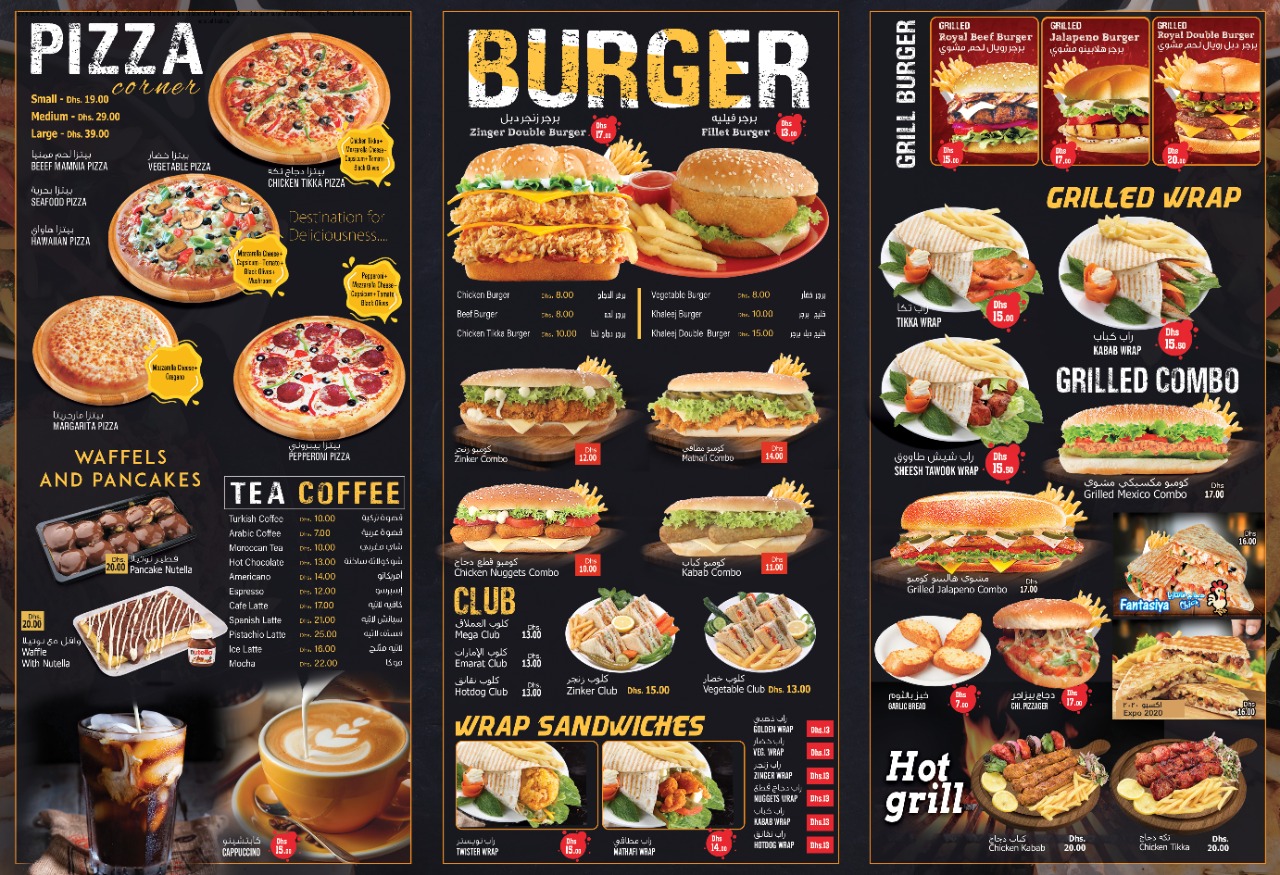 PIZZA
corner
Small - Dhs. 19.00
Medium - Dhs. 29.00
Large - Dhs. 39.00
بيتزا لحم ممنيا
BEEEF MAMNIA PIZZA
بيتزا خضار
VEGETABLE PIZZA
Chicken Tikka+
Mozarella Cheese-
Capsicum+Tomato-
Black Olives
بيتزا دجاج تكه
CHICKEN TIKKA PIZZA
بيتزا بحرية
SEAFOOD PIZZA
بيتزا هاواي
HAWAIIAN PIZZA
Destination for
Deliciousness....
Mozzarella Cheese+
Capsicum- Tomato+
Black Olives+
Mushroom
Pepperoni+
Mozzarella Cheese-
Capsicum+Tomato
Black Olives
Mozzarella Cheese+
Oregano
بيتزا مارجريتا
MARGARITA PIZZA
بيتزا بيبروني
PEPPERONI PIZZA
WAFFELS
AND PANCAKES
Dhs.
20.00
فطير نوتيلا
Pancake Nutella
Dhs.
20.00
وافل مع نوتيلا
Waffle
With Nutella
nutella
TEA COFFEE
Turkish Coffee Dhs. 10.00 قهوة تركية
Arabic Coffee Dhs. 7.00 قهوة عربية
Moroccan Tea Dhs. 10.00 شاي مغربي
Hot Chocolate Dhs. 13.00 شوكولاته ساخنة
Americano Dhs. 14.00 أمريكانو
Espresso Dhs. 12.00 إسبرسو
Cafe Latte Dhs. 17.00 كافيه لاتيه
Spanish Latte Dhs. 21.00 سبانش لاتيه
Pistachio Latte Dhs. 25.00 فستقه لاتيه
Ice Latte Dhs. 16.00 لاتيه مثلج
Mocha Dhs. 22.00 موكا
كابتشينو
CAPPUCCINO
Dhs
15.00
BURGER
برجر زنجر دبل
Zinger Double Burger
Dhs
17.00
برجر فيليه
Fillet Burger
Dhs
13.00
Chicken Burger Dhs. 8.00 برجر الدجاج
Beef Burger Dhs. 8.00 برجر لحم
Chicken Tikka Burger Dhs. 10.00 برجر دجاج تكا
Vegetable Burger Dhs. 8.00 برجر خضار
Khaleej Burger Dhs. 10.00 خليج برجر
Khaleej Double Burger Dhs. 15.00 خليج دبل برجر
كومبو زنجر
Zinker Combo
Dhs
12.00
كومبو مطافي
Mathafi Combo
Dhs
14.00
كومبو قطع دجاج
Chicken Nuggets Combo
Dhs
10.00
كومبو كباب
Kabab Combo
Dhs
11.00
CLUB
كلوب العملاق
Mega Club
Dhs.
13.00
كلوب الإمارات
Emarat Club
Dhs.
13.00
كلوب نقانق
Hotdog Club
Dhs.
13.00
كلوب زنجر
Zinker Club Dhs. 15.00
كلوب خضار
Vegetable Club Dhs. 13.00
WRAP SANDWICHES
راب تويستر
TWISTER WRAP
Dhs
15.00
راب مطافي
MATHAFI WRAP
Dhs
14.00
راب ذهبي
GOLDEN WRAP
Dhs.13
راب خضار
VEG. WRAP
Dhs.13
راب زنجر
ZINGER WRAP
Dhs.13
راب دجاج قطع
NUGGETS WRAP
Dhs.13
راب كباب
KABAB WRAP
Dhs.13
راب نقانق
HOTDOG WRAP
Dhs.13
GRILL BURGER
GRILLED
Royal Beef Burger
برجر رويال لحم مشوي
Dhs
15.00
GRILLED
Jalapeno Burger
برجر هلابينو مشوي
Dhs
17.00
GRILLED
Royal Double Burger
برجر دبل رويال لحم مشوي
Dhs
20.00
GRILLED WRAP
راب تكا
TIKKA WRAP
Dhs
15.00
راب كباب
KABAB WRAP
Dhs
15.50
راب شيش طاووق
SHEESH TAWOOK WRAP
Dhs
15.50
GRILLED COMBO
كومبو مكسيكي مشوي
Grilled Mexico Combo
Dhs
17.00
مشوي هالبينو كومبو
Grilled Jalapeno Combo
Dhs
17.00
Dhs
16.00
Fantasiya
Chick
خبز بالثوم
GARLIC BREAD
Dhs
7.00
دجاج بيزاجر
CHI. PIZZAGER
Dhs
17.00
اكسبو ٢٠٢٠
Expo 2020
Dhs
16.00
Hot
grill
كباب دجاج
Chicken Kabab
Dhs.
20.00
تكه دجاج
Chicken Tikka
Dhs.
20.00